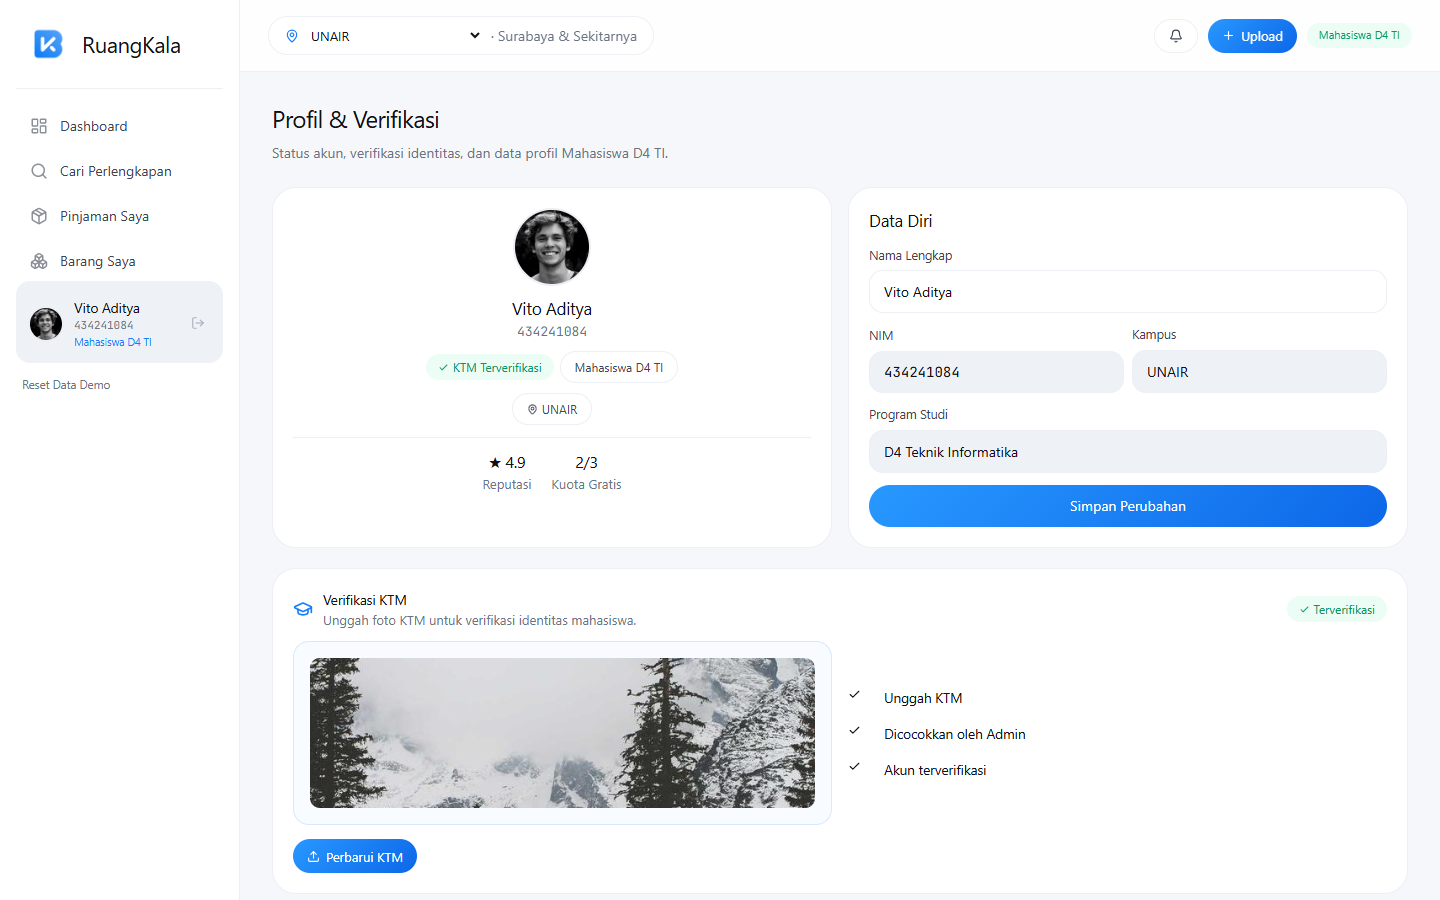 RuangKala
UNAIR · Surabaya & Sekitarnya
Upload
Mahasiswa D4 TI
Dashboard
Cari Perlengkapan
Pinjaman Saya
Barang Saya
Vito Aditya
434241084
Mahasiswa D4 TI
Reset Data Demo
Profil & Verifikasi
Status akun, verifikasi identitas, dan data profil Mahasiswa D4 TI.
Vito Aditya
434241084
✓ KTM Terverifikasi
Mahasiswa D4 TI
UNAIR
★ 4.9
Reputasi
2/3
Kuota Gratis
Data Diri
Nama Lengkap
Vito Aditya
NIM
434241084
Kampus
UNAIR
Program Studi
D4 Teknik Informatika
Simpan Perubahan
Verifikasi KTM
Unggah foto KTM untuk verifikasi identitas mahasiswa.
✓ Terverifikasi
✓ Unggah KTM
✓ Dicocokkan oleh Admin
✓ Akun terverifikasi
Perbarui KTM